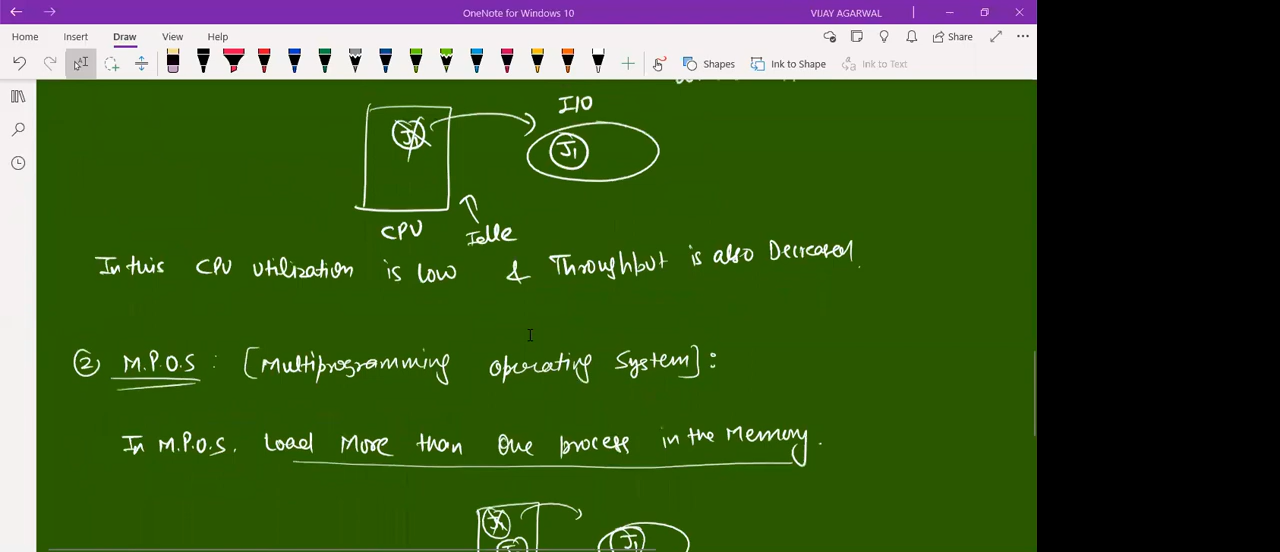 OneNote for Windows 10
VIJAY AGARWAL
Home Insert Draw View Help
Share
Shapes
Ink to Shape
Ink to Text
I/O
J1
J1
CPU
Idle
In this CPU utilization is low & Throughput is also Decreased.
② M.P.O.S : [Multiprogramming Operating System] :
In M.P.O.S. Load More than One process in the Memory.
J1